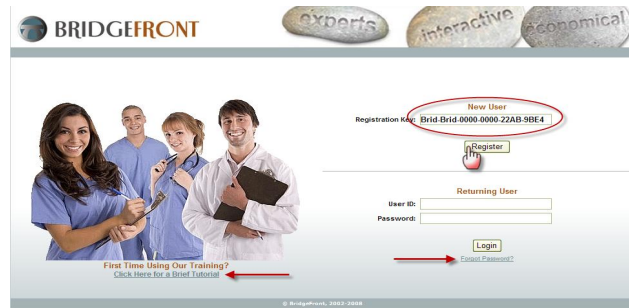 BRIDGEFRONT
experts
interactive
economical
New User
Registration Key: Brid-Brid-0000-0000-22AB-9BE4
Register
Returning User
User ID:
Password:
Login
Forgot Password?
First Time Using Our Training?
Click Here for a Brief Tutorial
© BridgeFront, 2003-2008